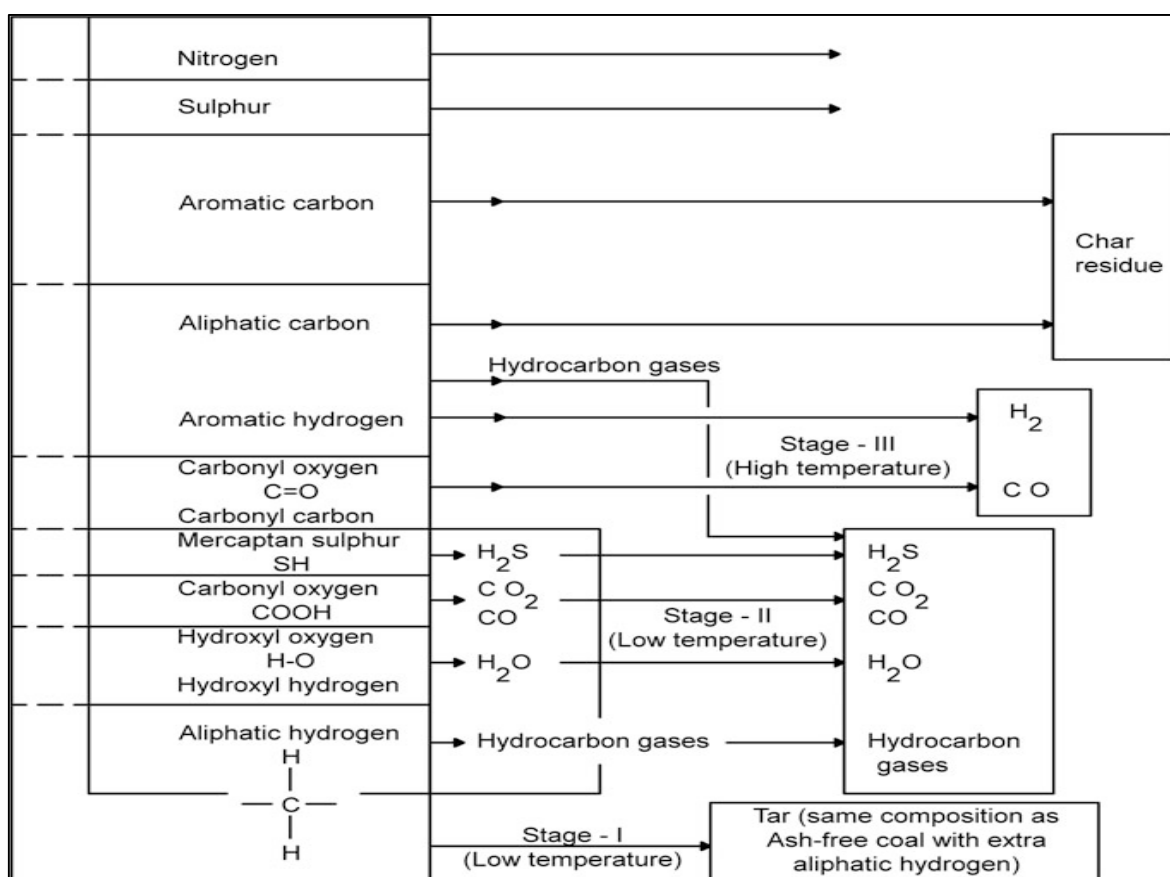 Nitrogen
Sulphur
Aromatic carbon
Char
residue
Aliphatic carbon
Hydrocarbon gases
Aromatic hydrogen
H2
Stage - III
(High temperature)
Carbonyl oxygen
C=O
Carbonyl carbon
C O
Mercaptan sulphur
SH
H2S
H2S
Carbonyl oxygen
COOH
C O2
CO
Stage - II
(Low temperature)
C O2
CO
Hydroxyl oxygen
H-O
Hydroxyl hydrogen
H2O
H2O
Aliphatic hydrogen
Hydrocarbon gases
Hydrocarbon
gases
H
C
H
Stage - I
(Low temperature)
Tar (same composition as
Ash-free coal with extra
aliphatic hydrogen)